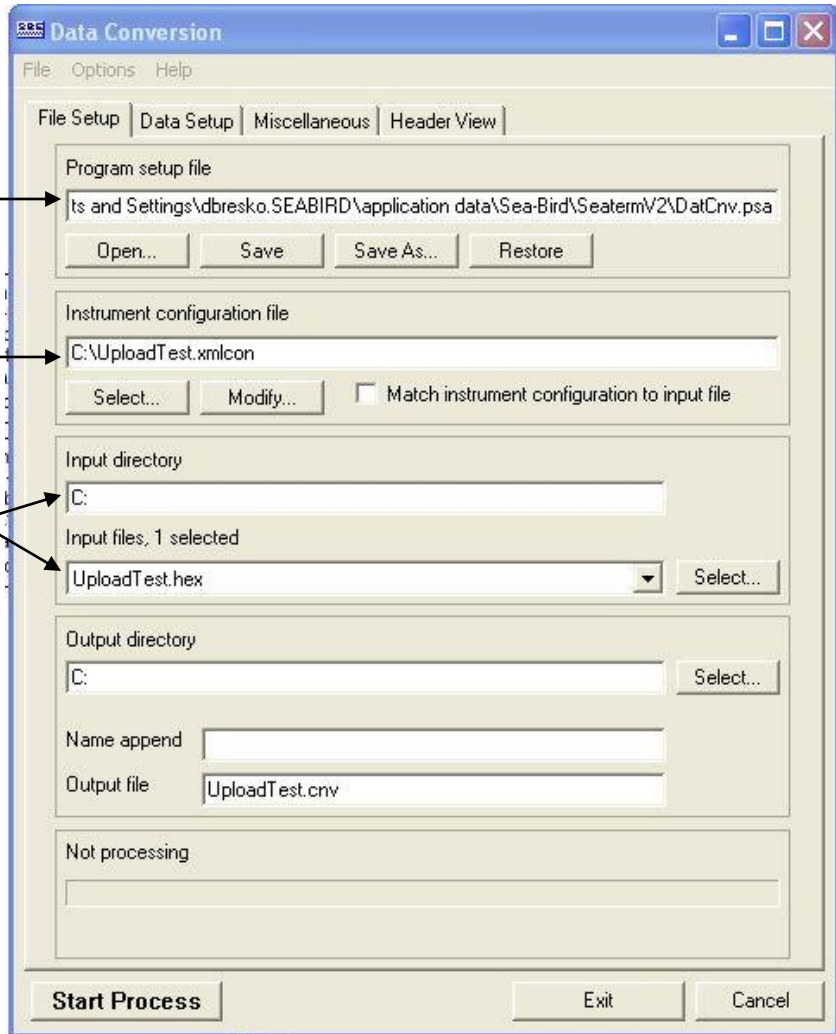 SBE Data Conversion
File Options Help
File Setup Data Setup Miscellaneous Header View
Program setup file
ts and Settings\dbresko.SEABIRD\application data\Sea-Bird\SeatermV2\DatCnv.psa
Open... Save Save As... Restore
Instrument configuration file
C:\UploadTest.xmlcon
Select... Modify... Match instrument configuration to input file
Input directory
C:
Input files, 1 selected
UploadTest.hex Select...
Output directory
C: Select...
Name append
Output file UploadTest.cnv
Not processing
Start Process Exit Cancel